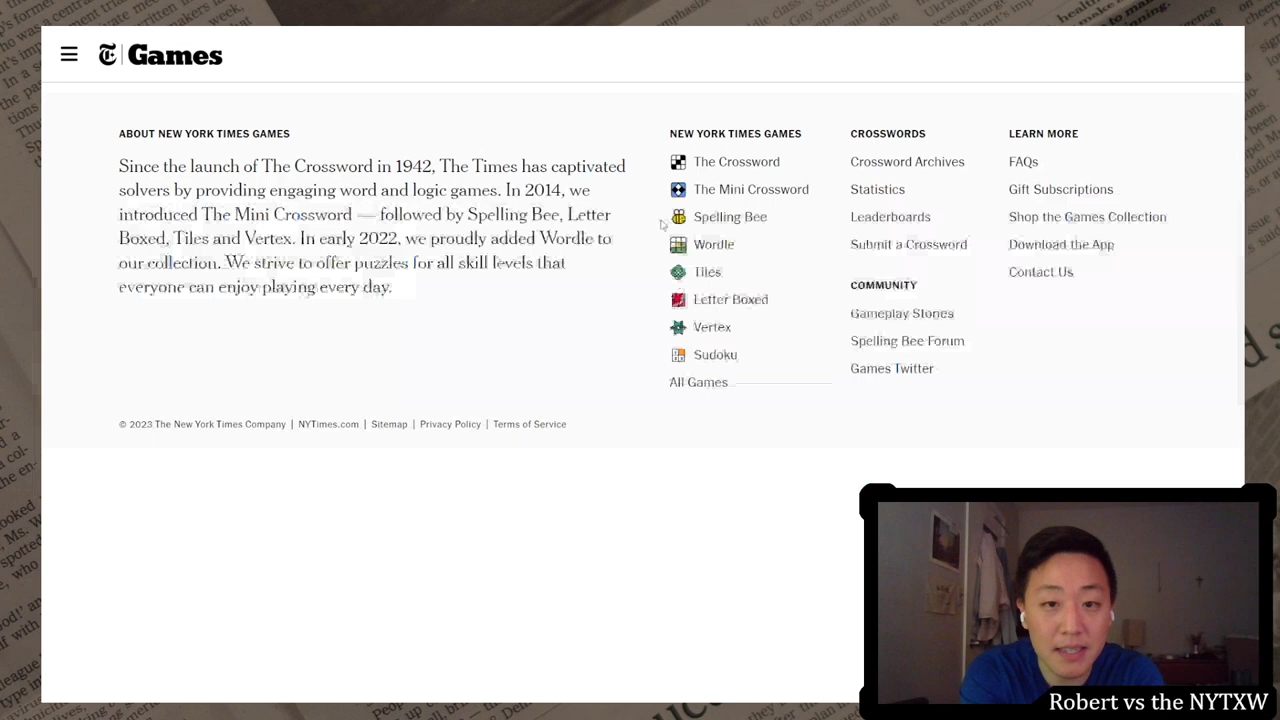 Games
ABOUT NEW YORK TIMES GAMES
Since the launch of The Crossword in 1942, The Times has captivated
solvers by providing engaging word and logic games. In 2014, we
introduced The Mini Crossword — followed by Spelling Bee, Letter
Boxed, Tiles and Vertex. In early 2022, we proudly added Wordle to
our collection. We strive to offer puzzles for all skill levels that
everyone can enjoy playing every day.
NEW YORK TIMES GAMES
The Crossword
The Mini Crossword
Spelling Bee
Wordle
Tiles
Letter Boxed
Vertex
Sudoku
All Games
CROSSWORDS
Crossword Archives
Statistics
Leaderboards
Submit a Crossword
COMMUNITY
Gameplay Stories
Spelling Bee Forum
Games Twitter
LEARN MORE
FAQs
Gift Subscriptions
Shop the Games Collection
Download the App
Contact Us
© 2023 The New York Times Company | NYTimes.com | Sitemap | Privacy Policy | Terms of Service
Robert vs the NYTXW